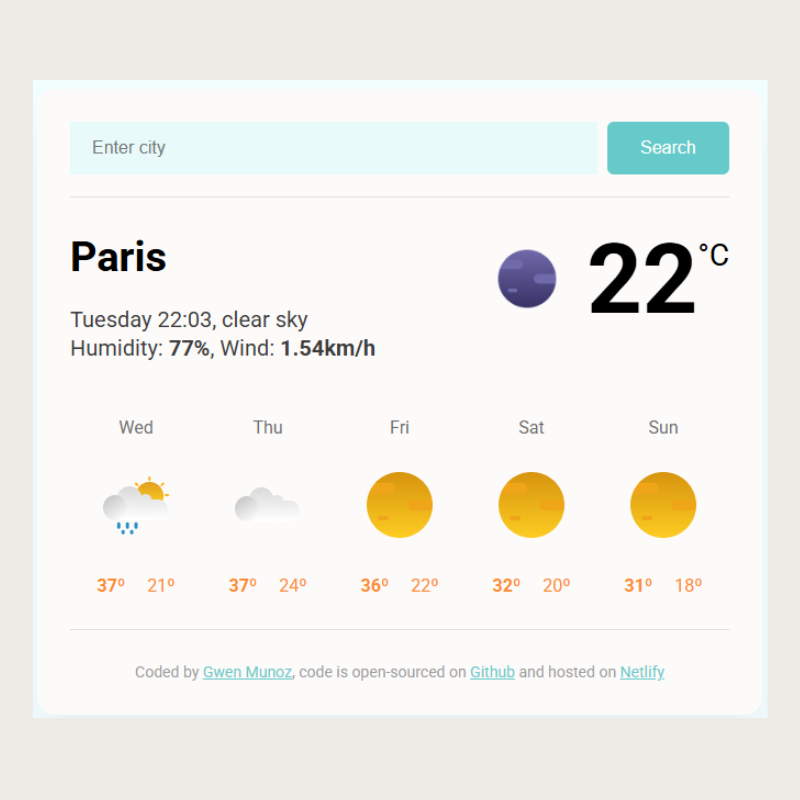 Enter city
Search
Paris
22 °C
Tuesday 22:03, clear sky
Humidity: 77%, Wind: 1.54km/h
Wed Thu Fri Sat Sun
37º 21º 37º 24º 36º 22º 32º 20º 31º 18º
Coded by Gwen Munoz, code is open-sourced on Github and hosted on Netlify